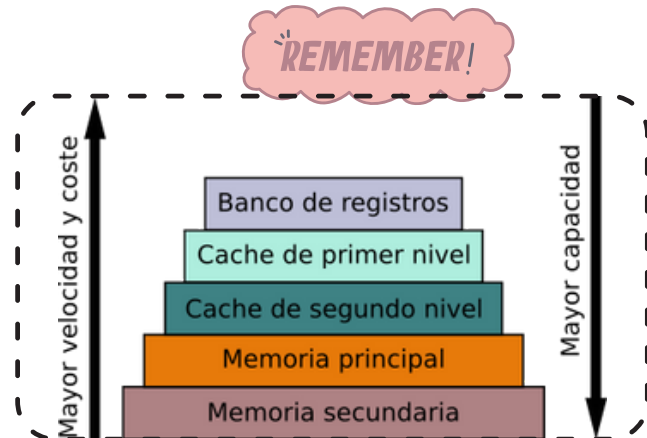 REMEMBER!
Mayor velocidad y coste
Banco de registros
Cache de primer nivel
Cache de segundo nivel
Memoria principal
Memoria secundaria
Mayor capacidad